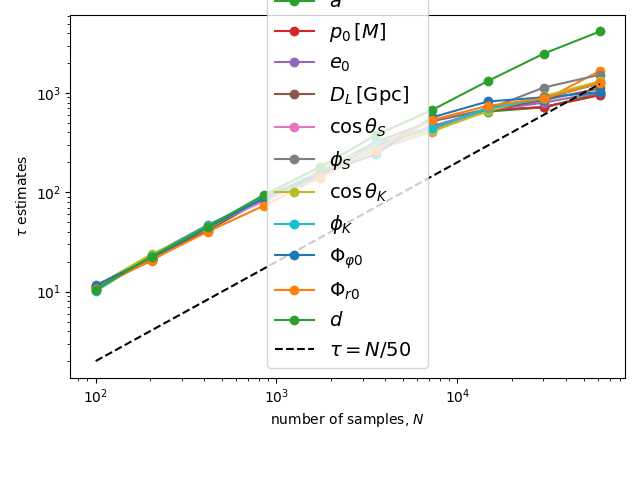 a
p₀ [M]
e₀
D_L [Gpc]
cos θ_S
ϕ_S
cos θ_K
ϕ_K
Φ_φ0
Φ_r0
d
τ = N/50
10³
10²
10¹
τ estimates
10² 10³ 10⁴
number of samples, N